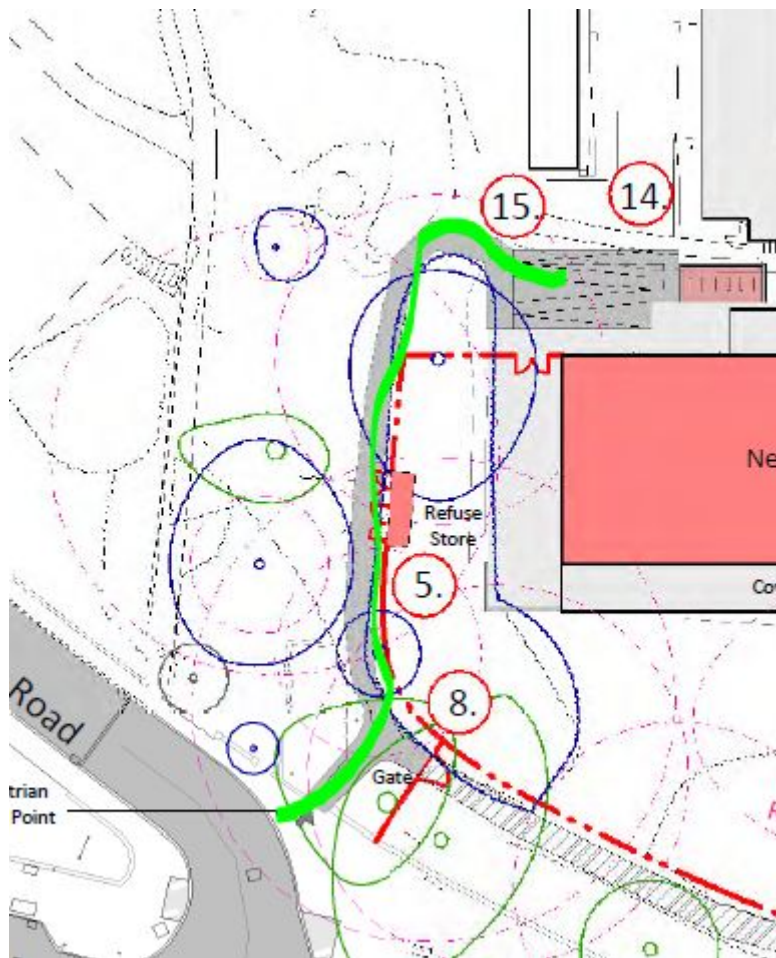 15.
14.
Ne
Refuse
Store
5.
Co
Road
8.
Gate
trian
Point